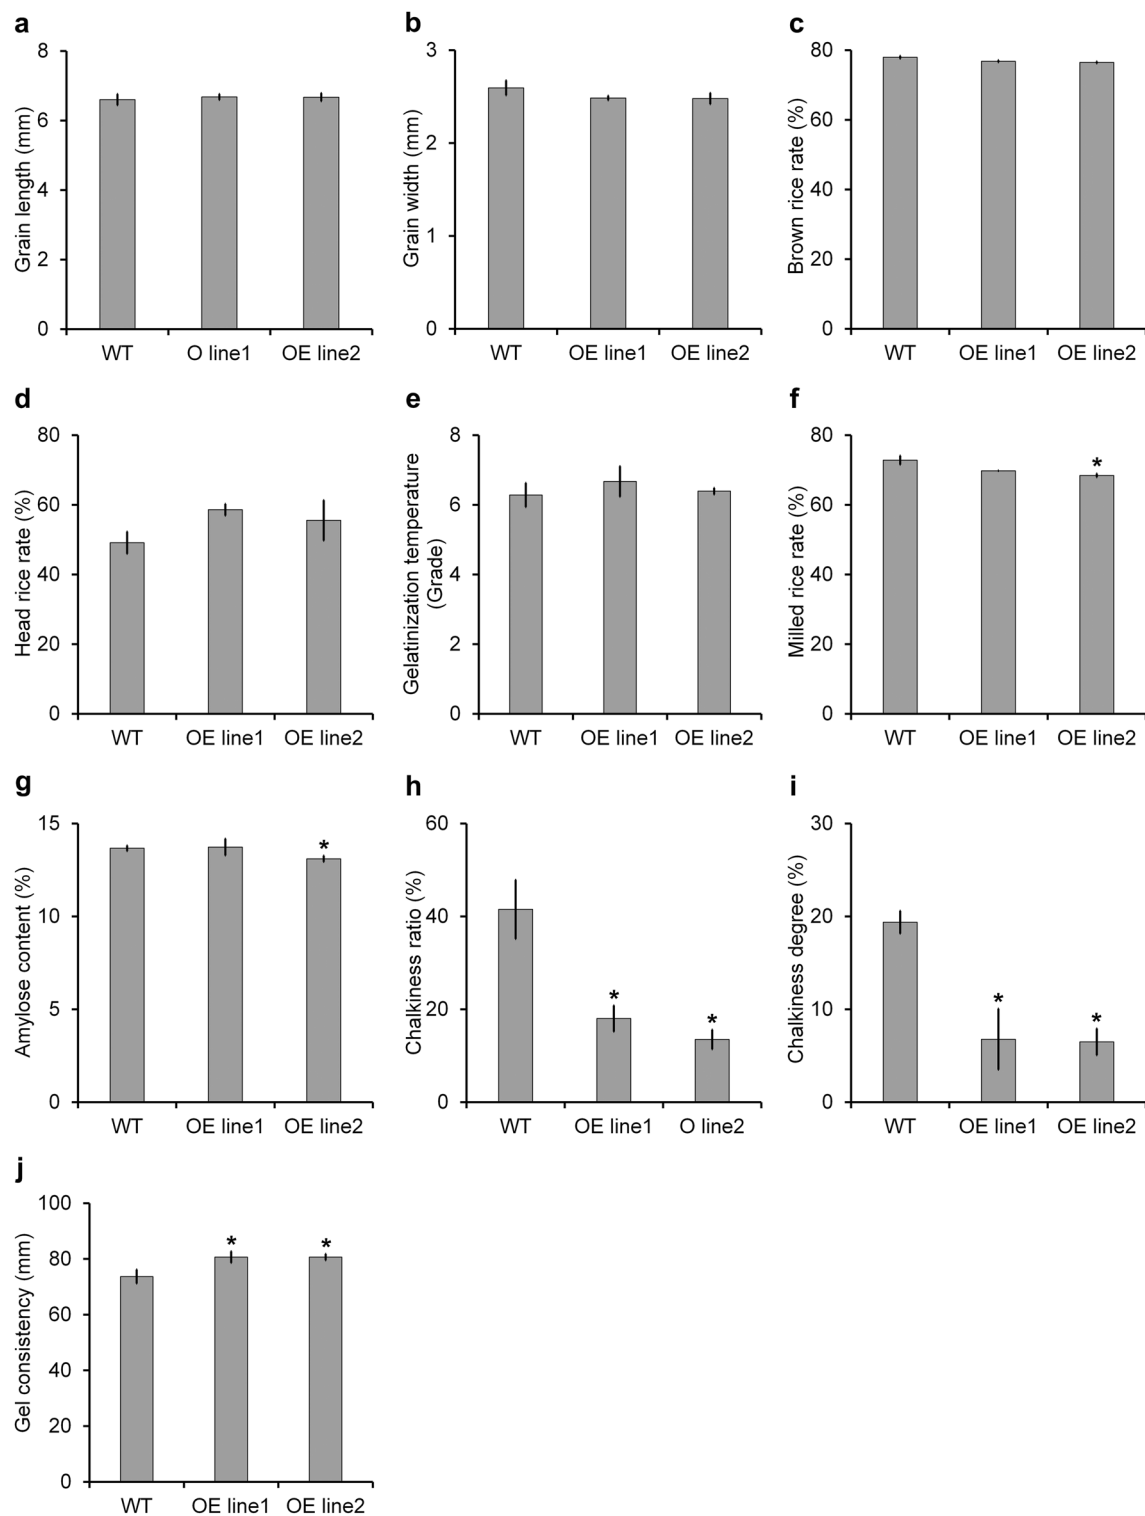 a
8
6
4
2
0
Grain length (mm)
WT O line1 OE line2
b
3
2
1
0
Grain width (mm)
WT OE line1 OE line2
c
80
60
40
20
0
Brown rice rate (%)
WT OE line1 OE line2
d
80
60
40
20
0
Head rice rate (%)
WT OE line1 OE line2
e
8
6
4
2
0
Gelatinization temperature
(Grade)
WT OE line1 OE line2
f
80
60
40
20
0
Milled rice rate (%)
*
WT OE line1 OE line2
g
15
10
5
0
Amylose content (%)
*
WT OE line1 OE line2
h
60
40
20
0
Chalkiness ratio (%)
* *
WT OE line1 O line2
i
30
20
10
0
Chalkiness degree (%)
* *
WT OE line1 OE line2
j
100
80
60
40
20
0
Gel consistency (mm)
* *
WT OE line1 OE line2